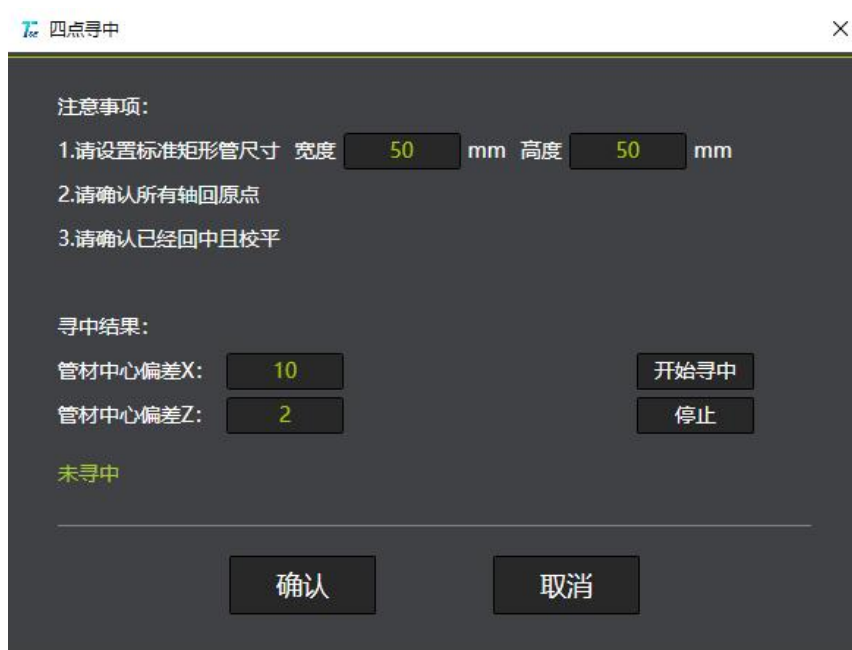 四点寻中
注意事项：
1.请设置标准矩形管尺寸 宽度 50 mm 高度 50 mm
2.请确认所有轴回原点
3.请确认已经回中且校平
寻中结果：
管材中心偏差X： 10 开始寻中
管材中心偏差Z： 2 停止
未寻中
确认 取消